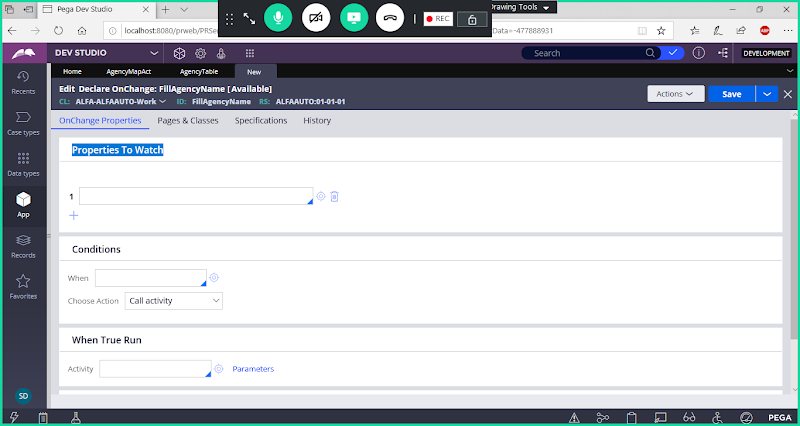 Pega Dev Studio
REC
Drawing Tools
localhost:8080/prweb/PRSe
Data=-477888931
ABP
DEV STUDIO
Search
DEVELOPMENT
Home
AgencyMapAct
AgencyTable
New
Edit Declare OnChange: FillAgencyName [Available]
CL: ALFA-ALFAAUTO-Work ID: FillAgencyName RS: ALFAAUTO:01-01-01
Actions
Save
OnChange Properties
Pages & Classes
Specifications
History
Recents
Case types
Data types
App
Records
Favorites
SD
Properties To Watch
1
Conditions
When
Choose Action Call activity
When True Run
Activity
Parameters
PEGA